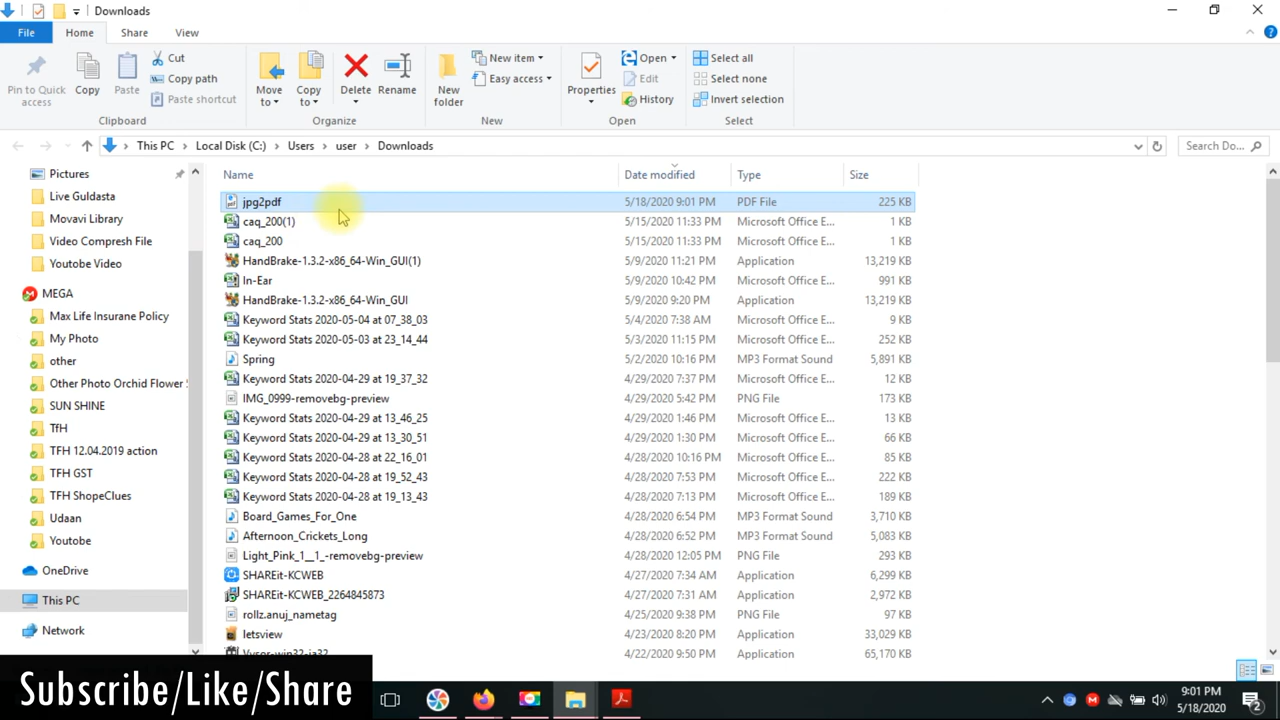 Downloads
File Home Share View
Pin to Quick access
Copy
Paste
Cut
Copy path
Paste shortcut
Move to
Copy to
Delete
Rename
New folder
New item
Easy access
Properties
Open
Edit
History
Select all
Select none
Invert selection
Clipboard Organize New Open Select
This PC Local Disk (C:) Users user Downloads
Search Do...
Name Date modified Type Size
Pictures
Live Guldasta
Movavi Library
Video Compresh File
Youtube Video
MEGA
Max Life Insurane Policy
My Photo
other
Other Photo Orchid Flower
SUN SHINE
TfH
TFH 12.04.2019 action
TFH GST
TFH ShopeClues
Udaan
Youtube
OneDrive
This PC
Network
jpg2pdf 5/18/2020 9:01 PM PDF File 225 KB
caq_200(1) 5/15/2020 11:33 PM Microsoft Office E... 1 KB
caq_200 5/15/2020 11:33 PM Microsoft Office E... 1 KB
HandBrake-1.3.2-x86_64-Win_GUI(1) 5/9/2020 11:21 PM Application 13,219 KB
In-Ear 5/9/2020 10:42 PM Microsoft Office E... 991 KB
HandBrake-1.3.2-x86_64-Win_GUI 5/9/2020 9:20 PM Application 13,219 KB
Keyword Stats 2020-05-04 at 07_38_03 5/4/2020 7:38 AM Microsoft Office E... 9 KB
Keyword Stats 2020-05-03 at 23_14_44 5/3/2020 11:15 PM Microsoft Office E... 252 KB
Spring 5/2/2020 10:16 PM MP3 Format Sound 5,891 KB
Keyword Stats 2020-04-29 at 19_37_32 4/29/2020 7:37 PM Microsoft Office E... 12 KB
IMG_0999-removebg-preview 4/29/2020 5:42 PM PNG File 173 KB
Keyword Stats 2020-04-29 at 13_46_25 4/29/2020 1:46 PM Microsoft Office E... 13 KB
Keyword Stats 2020-04-29 at 13_30_51 4/29/2020 1:30 PM Microsoft Office E... 66 KB
Keyword Stats 2020-04-28 at 22_16_01 4/28/2020 10:16 PM Microsoft Office E... 85 KB
Keyword Stats 2020-04-28 at 19_52_43 4/28/2020 7:53 PM Microsoft Office E... 222 KB
Keyword Stats 2020-04-28 at 19_13_43 4/28/2020 7:13 PM Microsoft Office E... 189 KB
Board_Games_For_One 4/28/2020 6:54 PM MP3 Format Sound 3,710 KB
Afternoon_Crickets_Long 4/28/2020 6:52 PM MP3 Format Sound 5,083 KB
Light_Pink_1__1_-removebg-preview 4/28/2020 12:05 PM PNG File 293 KB
SHAREit-KCWEB 4/27/2020 7:34 AM Application 6,299 KB
SHAREit-KCWEB_2264845873 4/27/2020 7:31 AM Application 2,972 KB
rollz.anuj_nametag 4/25/2020 9:38 PM PNG File 97 KB
letsview 4/23/2020 8:20 PM Application 33,029 KB
Vysor-win32-ia32 4/22/2020 9:50 PM Application 65,170 KB
Subscribe/Like/Share
9:01 PM
5/18/2020
2